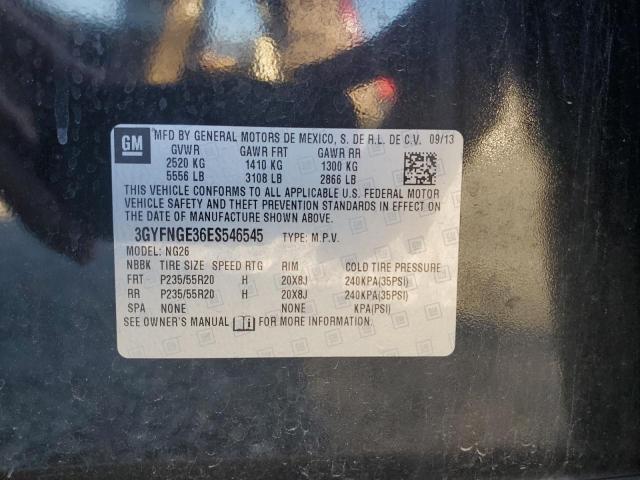 GM
MFD BY GENERAL MOTORS DE MEXICO, S. DE R.L. DE C.V. 09/13
GVWR GAWR FRT GAWR RR
2520 KG 1410 KG 1300 KG
5556 LB 3108 LB 2866 LB
THIS VEHICLE CONFORMS TO ALL APPLICABLE U.S. FEDERAL MOTOR
VEHICLE SAFETY AND THEFT PREVENTION STANDARDS IN EFFECT ON
THE DATE OF MANUFACTURE SHOWN ABOVE.
3GYFNGE36ES546545 TYPE: M.P.V.
MODEL: NG26
NBBK TIRE SIZE SPEED RTG RIM COLD TIRE PRESSURE
FRT P235/55R20 H 20X8J 240KPA(35PSI)
RR P235/55R20 H 20X8J 240KPA(35PSI)
SPA NONE NONE KPA(PSI)
SEE OWNER'S MANUAL FOR MORE INFORMATION.